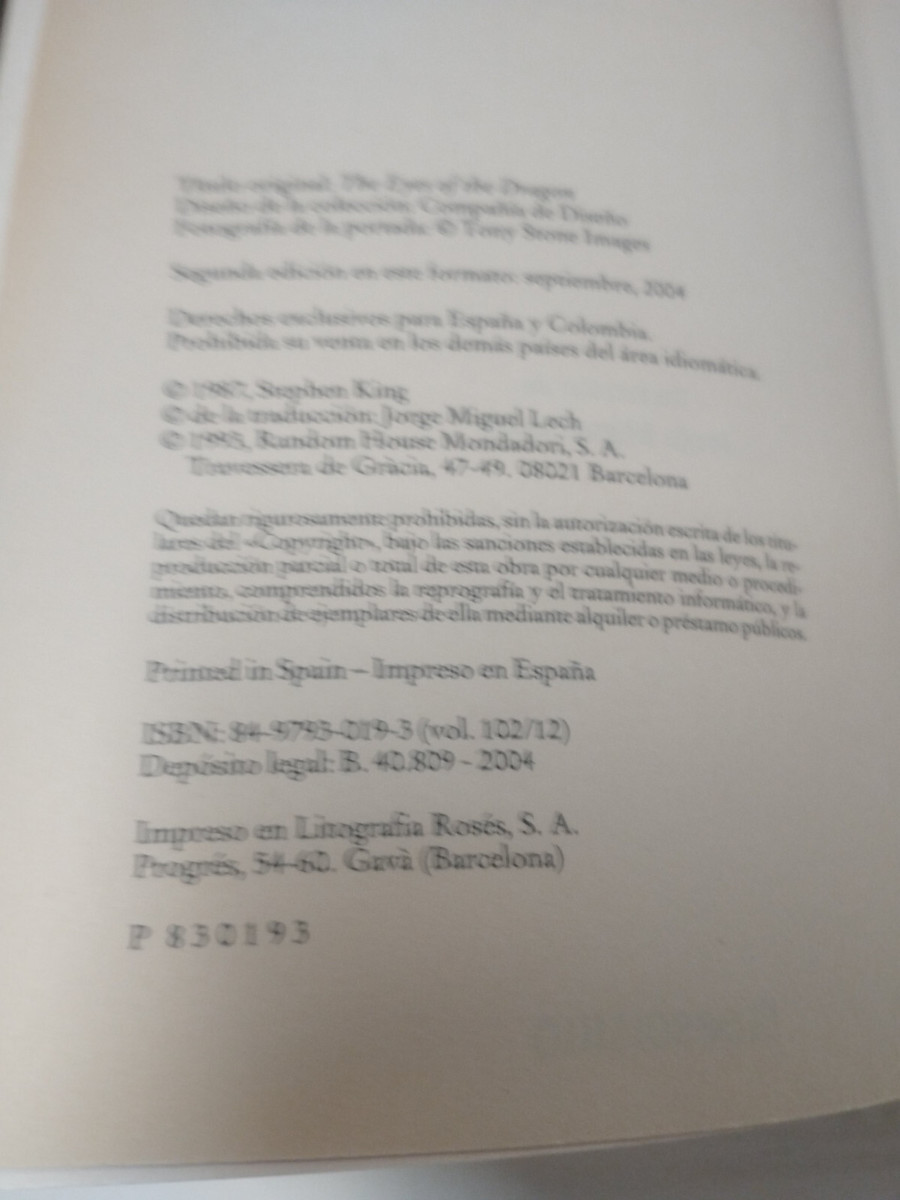 Título original: The Eyes of the Dragon
Diseño de la colección: Compañía de Diseño
Fotografía de la portada: © Tony Stone Images
Segunda edición en este formato: septiembre, 2004
Derechos exclusivos para España y Colombia.
Prohibida su venta en los demás países del área idiomática.
© 1987, Stephen King
© de la traducción: Jorge Miguel Lech
© 1995, Random House Mondadori, S. A.
Travessera de Gràcia, 47-49. 08021 Barcelona
Quedan rigurosamente prohibidas, sin la autorización escrita de los titu-
lares del «Copyright», bajo las sanciones establecidas en las leyes, la re-
producción parcial o total de esta obra por cualquier medio o procedi-
miento, comprendidos la reprografía y el tratamiento informático, y la
distribución de ejemplares de ella mediante alquiler o préstamo públicos.
Printed in Spain – Impreso en España
ISBN: 84-9793-019-3 (vol. 102/12)
Depósito legal: B. 40.809 - 2004
Impreso en Litografia Rosés, S. A.
Progrés, 54-60. Gavà (Barcelona)
P 830193